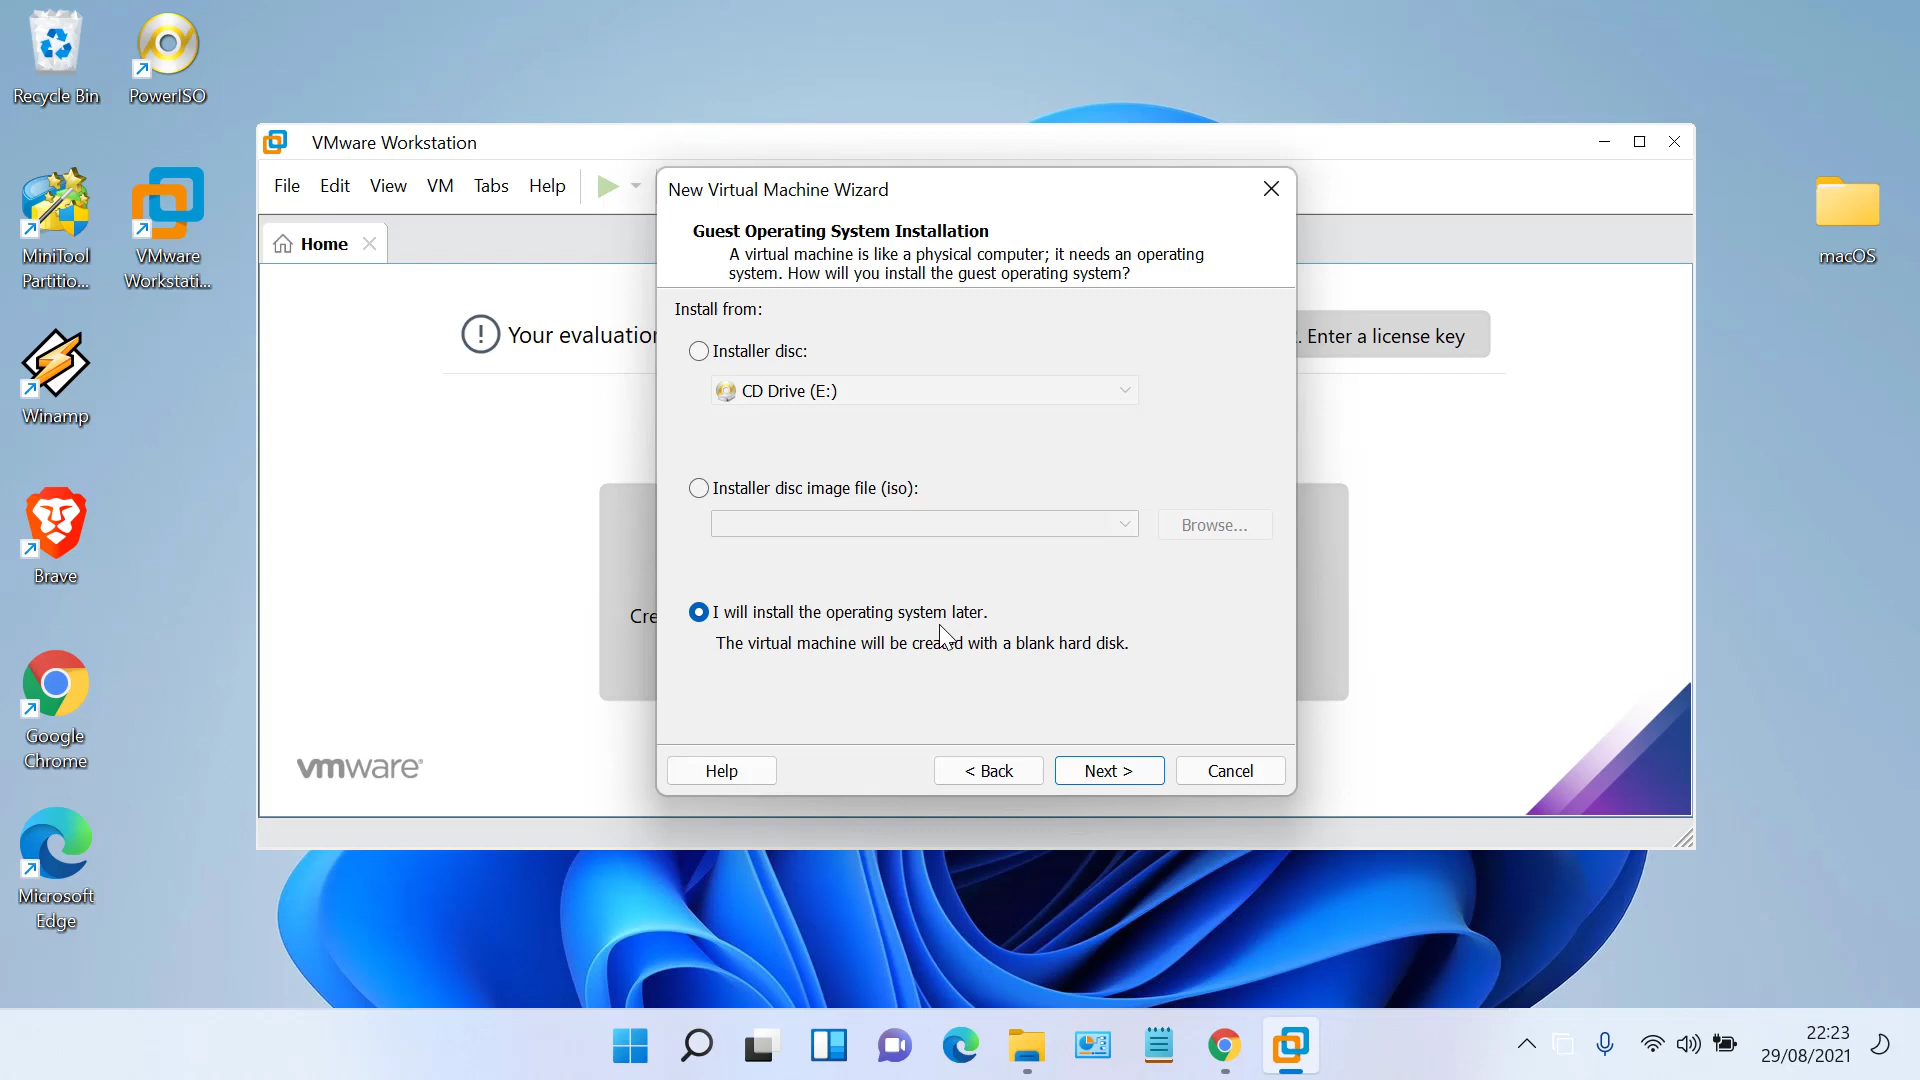 Recycle Bin
PowerISO
MiniTool
Partitio...
VMware
Workstati...
Winamp
Brave
Google
Chrome
Microsoft
Edge
macOS
VMware Workstation
File Edit View VM Tabs Help
Home
Your evaluation
. Enter a license key
Cre
vmware
New Virtual Machine Wizard
Guest Operating System Installation
A virtual machine is like a physical computer; it needs an operating
system. How will you install the guest operating system?
Install from:
Installer disc:
CD Drive (E:)
Installer disc image file (iso):
Browse...
I will install the operating system later.
The virtual machine will be created with a blank hard disk.
Help
< Back
Next >
Cancel
22:23
29/08/2021